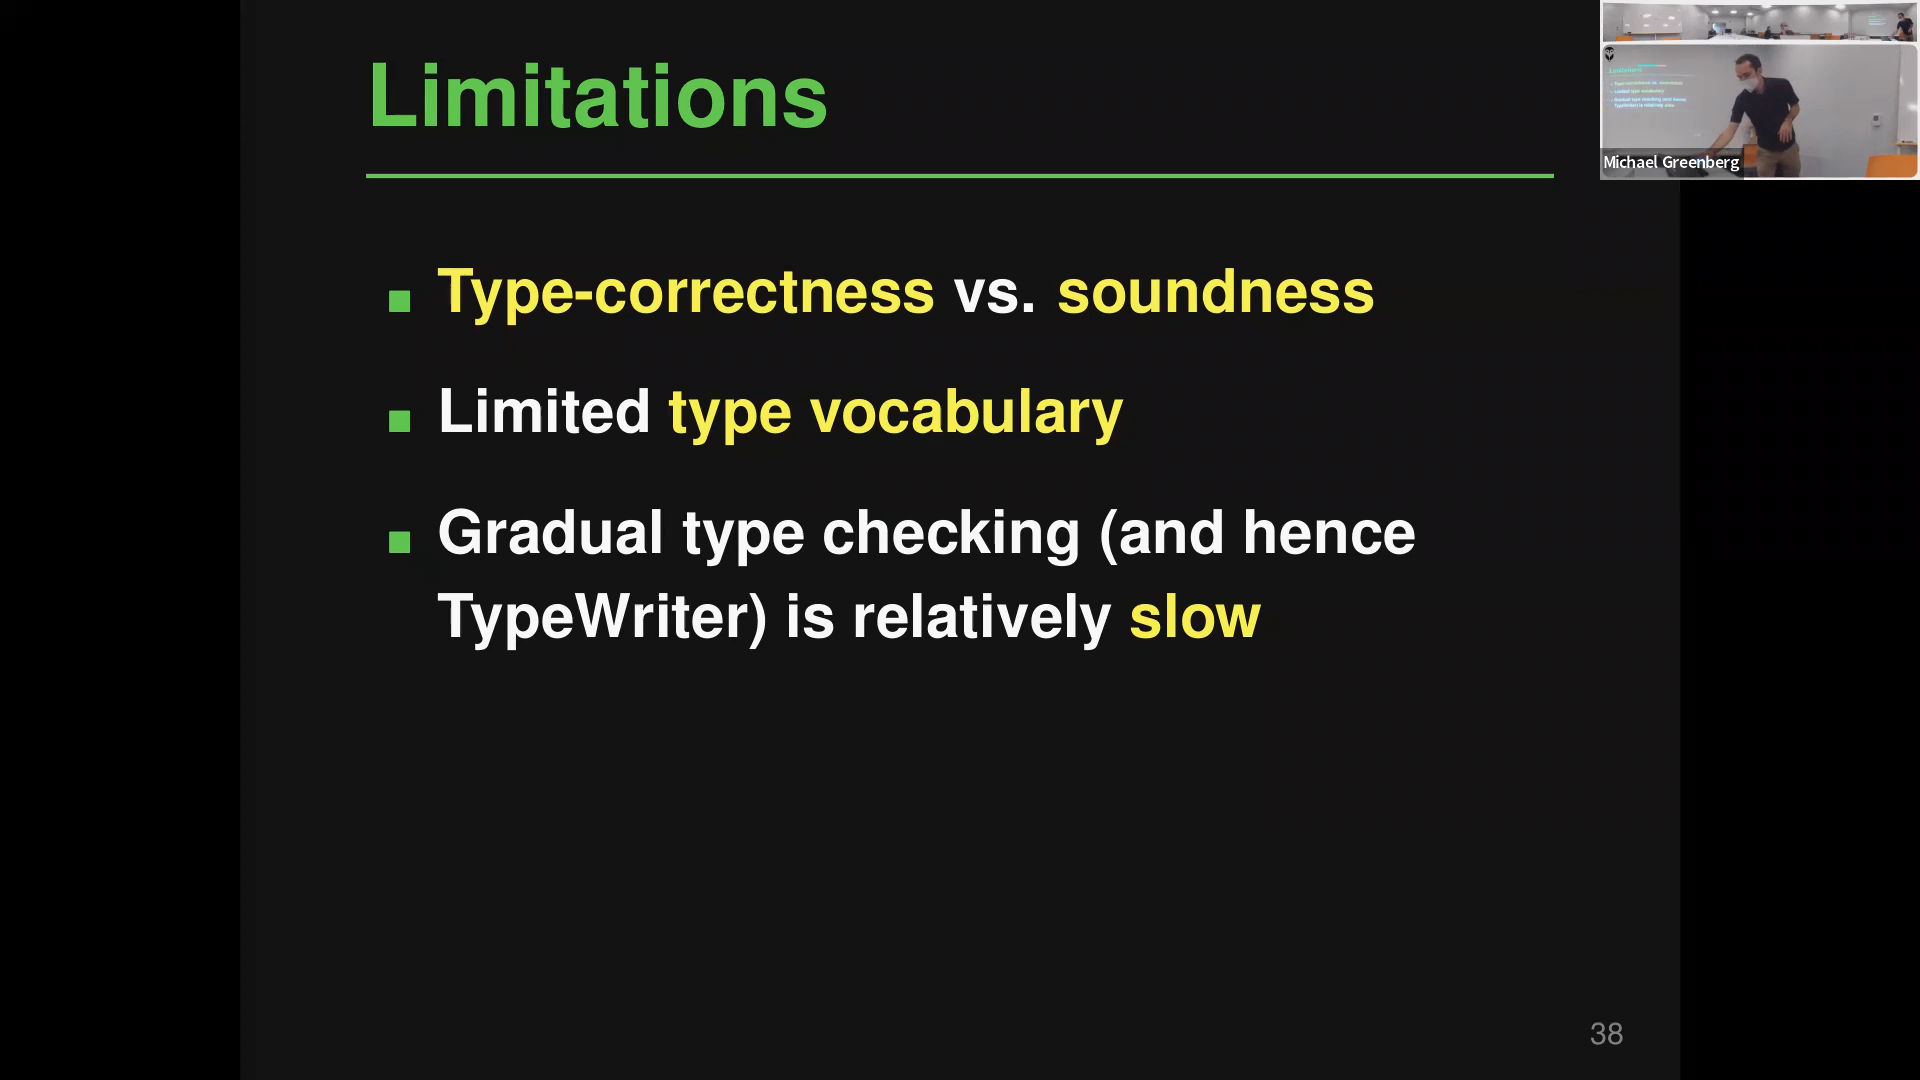 Limitations
Type-correctness vs. soundness
Limited type vocabulary
Gradual type checking (and hence
TypeWriter) is relatively slow
38
Michael Greenberg